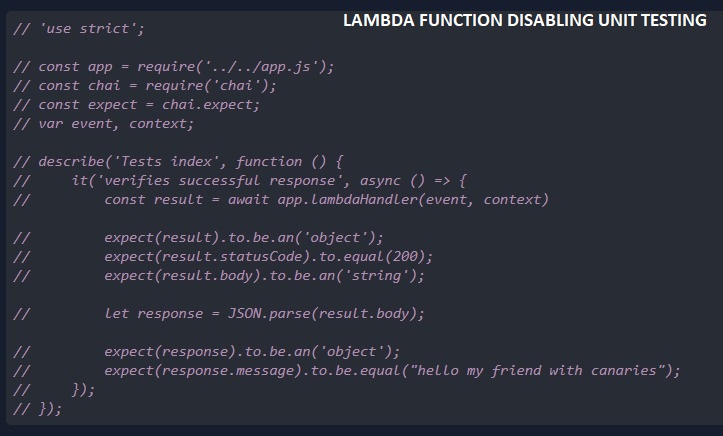 LAMBDA FUNCTION DISABLING UNIT TESTING
// 'use strict';
// const app = require('../../app.js');
// const chai = require('chai');
// const expect = chai.expect;
// var event, context;
// describe('Tests index', function () {
//     it('verifies successful response', async () => {
//         const result = await app.lambdaHandler(event, context)
//         expect(result).to.be.an('object');
//         expect(result.statusCode).to.equal(200);
//         expect(result.body).to.be.an('string');
//         let response = JSON.parse(result.body);
//         expect(response).to.be.an('object');
//         expect(response.message).to.be.equal("hello my friend with canaries");
//     });
// });